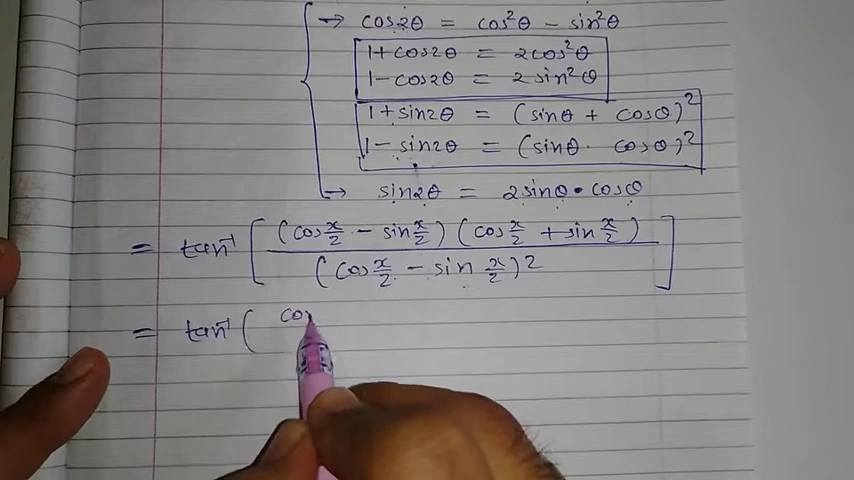 → cos2θ = cos²θ - sin²θ
1+cos2θ = 2cos²θ
1-cos2θ = 2sin²θ
1+sin2θ = (sinθ + cosθ)²
1-sin2θ = (sinθ - cosθ)²
→ sin2θ = 2sinθ•cosθ
= tan⁻¹ [ (cos x/2 - sin x/2) (cos x/2 + sin x/2) / (cos x/2 - sin x/2)² ]
= tan⁻¹ ( cos